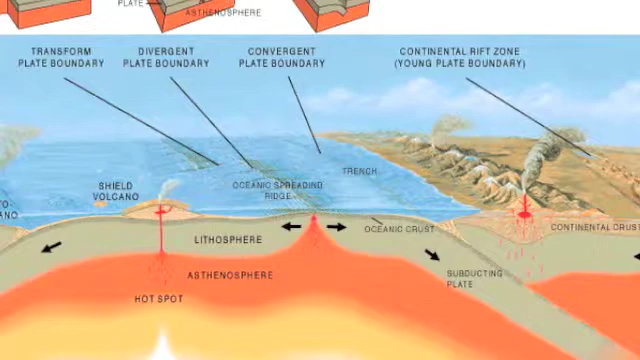 PLATE
ASTHENOSPHERE
TRANSFORM
PLATE BOUNDARY
DIVERGENT
PLATE BOUNDARY
CONVERGENT
PLATE BOUNDARY
CONTINENTAL RIFT ZONE
(YOUNG PLATE BOUNDARY)
TRENCH
SHIELD
VOLCANO
OCEANIC SPREADING
RIDGE
OCEANIC CRUST
CONTINENTAL CRUST
LITHOSPHERE
ASTHENOSPHERE
SUBDUCTING
PLATE
HOT SPOT